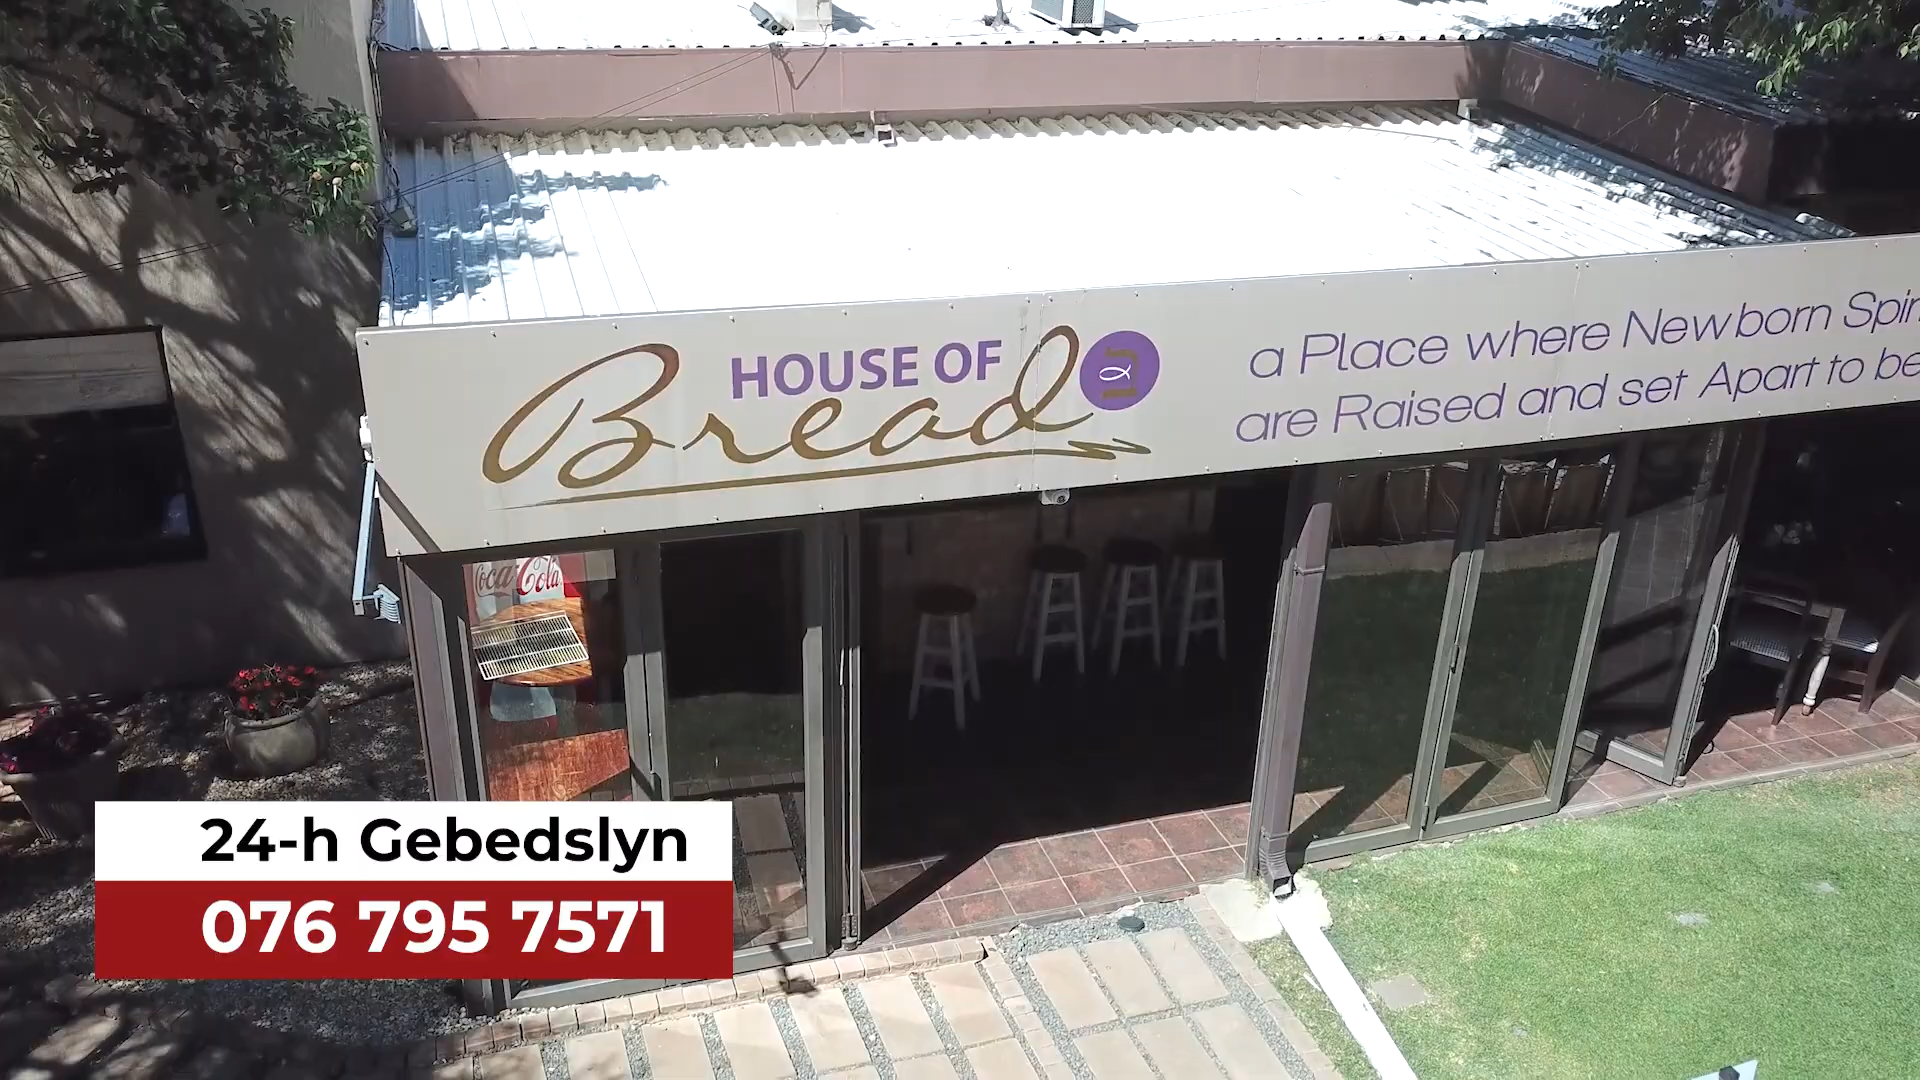 HOUSE OF
Bread
a Place where Newborn
are Raised and set Apart to be
Coca-Cola
24-h Gebedslyn
076 795 7571